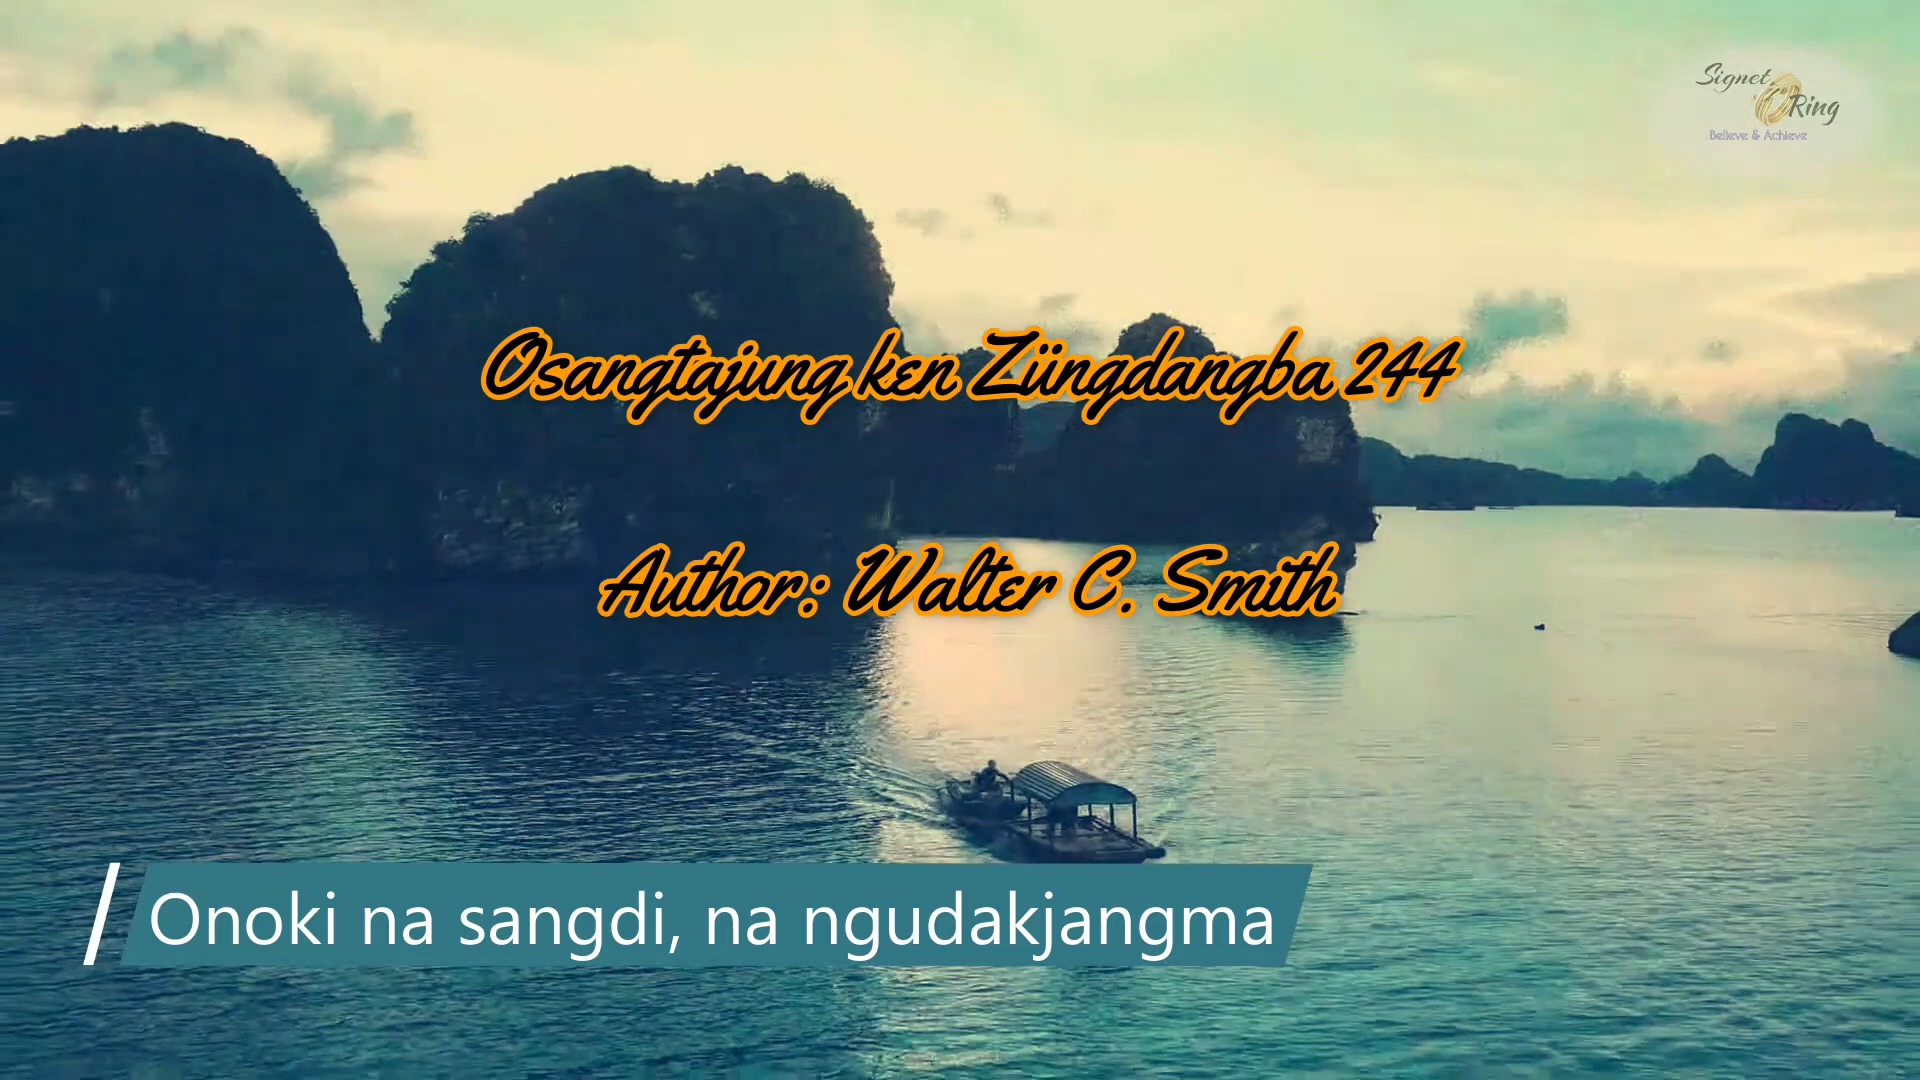 Signet
Ring
Believe & Achieve
Osangtajung ken Züngdangba 244
Author: Walter C. Smith
Onoki na sangdi, na ngudakjangma